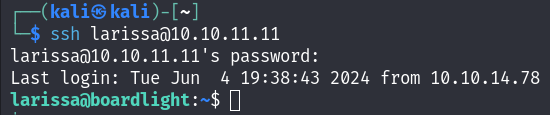 ┌──(kali㉿kali)-[~]
└─$ ssh larissa@10.10.11.11
larissa@10.10.11.11's password:
Last login: Tue Jun  4 19:38:43 2024 from 10.10.14.78
larissa@boardlight:~$